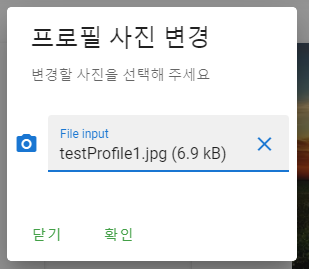 프로필 사진 변경
변경할 사진을 선택해 주세요
File input
testProfile1.jpg (6.9 kB)
닫기 확인